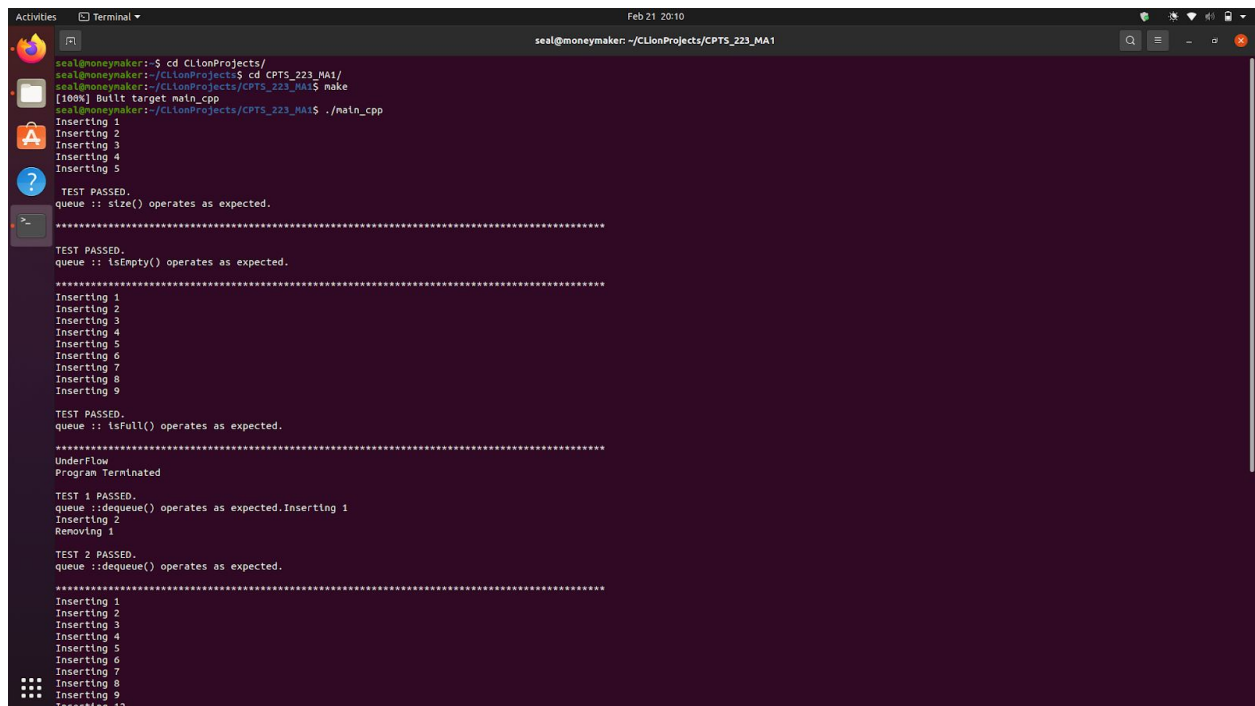 Activities Terminal Feb 21 20:10
seal@moneymaker: ~/CLionProjects/CPTS_223_MA1
seal@moneymaker:~$ cd CLionProjects/
seal@moneymaker:~/CLionProjects$ cd CPTS_223_MA1/
seal@moneymaker:~/CLionProjects/CPTS_223_MA1$ make
[100%] Built target main_cpp
seal@moneymaker:~/CLionProjects/CPTS_223_MA1$ ./main_cpp
Inserting 1
Inserting 2
Inserting 3
Inserting 4
Inserting 5
TEST PASSED.
queue :: size() operates as expected.
*********************************************************************************************
TEST PASSED.
queue :: isEmpty() operates as expected.
*********************************************************************************************
Inserting 1
Inserting 2
Inserting 3
Inserting 4
Inserting 5
Inserting 6
Inserting 7
Inserting 8
Inserting 9
TEST PASSED.
queue :: isFull() operates as expected.
*********************************************************************************************
UnderFlow
Program Terminated
TEST 1 PASSED.
queue ::dequeue() operates as expected.Inserting 1
Inserting 2
Removing 1
TEST 2 PASSED.
queue ::dequeue() operates as expected.
*********************************************************************************************
Inserting 1
Inserting 2
Inserting 3
Inserting 4
Inserting 5
Inserting 6
Inserting 7
Inserting 8
Inserting 9